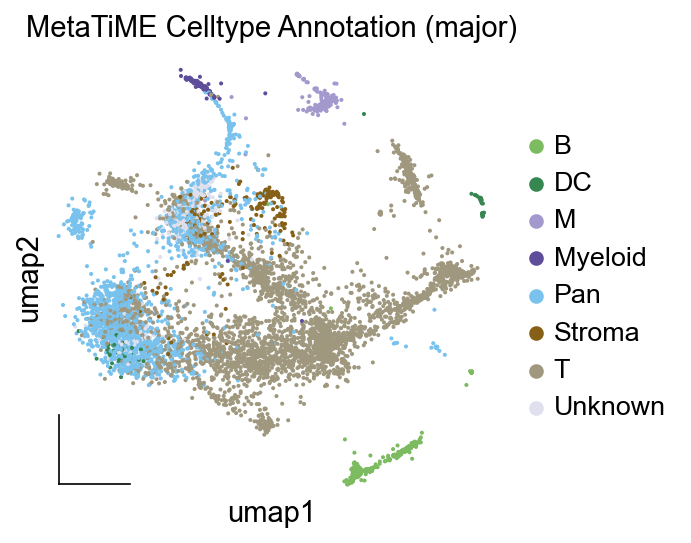 MetaTiME Celltype Annotation (major)
B
DC
M
Myeloid
Pan
Stroma
T
Unknown
umap2
umap1